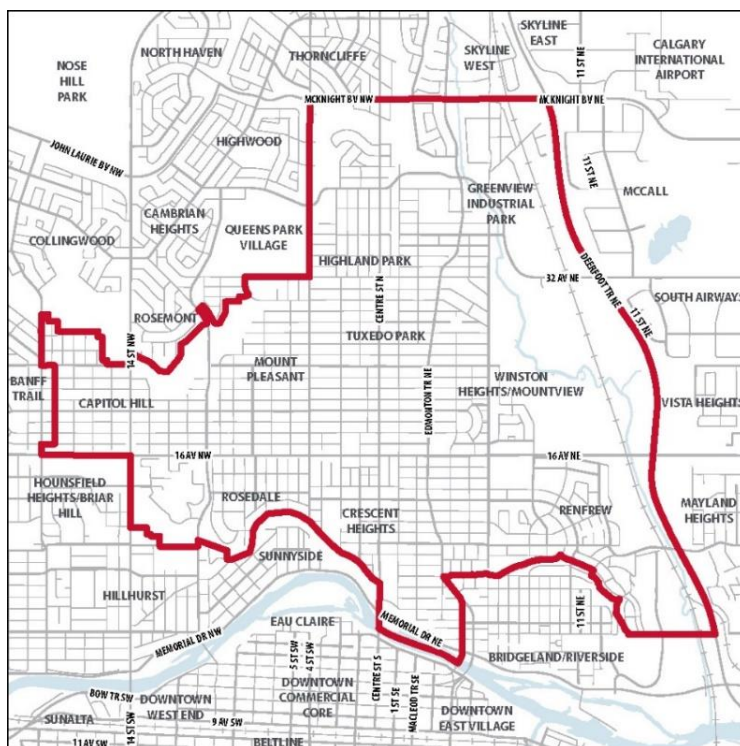 NOSE
HILL
PARK
NORTH HAVEN
THORNCLIFFE
SKYLINE
WEST
SKYLINE
EAST
11 ST NE
CALGARY
INTERNATIONAL
AIRPORT
MCKNIGHT BV NW
MCKNIGHT BV NE
JOHN LAURIE BV NW
HIGHWOOD
11 ST NE
MCCALL
GREENVIEW
INDUSTRIAL
PARK
CAMBRIAN
HEIGHTS
QUEENS PARK
VILLAGE
COLLINGWOOD
HIGHLAND PARK
32 AV NE
DEERFOOT TR NE
SOUTH AIRWAYS
CENTRE ST N
11 ST NE
ROSEMONT
TUXEDO PARK
14 ST NW
MOUNT
PLEASANT
BANFF
TRAIL
CAPITOL HILL
EDMONTON TR NE
WINSTON
HEIGHTS/MOUNTVIEW
VISTA HEIGHTS
16 AV NW
16 AV NE
HOUNSFIELD
HEIGHTS/BRIAR
HILL
ROSEDALE
CRESCENT
HEIGHTS
RENFREW
MAYLAND
HEIGHTS
SUNNYSIDE
HILLHURST
11 ST NE
EAU CLAIRE
MEMORIAL DR NW
MEMORIAL DR NE
BRIDGELAND/RIVERSIDE
5 ST SW
4 ST SW
CENTRE ST S
1 ST SE
MACLEOD TR SE
BOW TR SW
DOWNTOWN
WEST END
DOWNTOWN
COMMERCIAL
CORE
DOWNTOWN
EAST VILLAGE
SUNALTA
14 ST SW
9 AV SW
11 AV SW
BELTLINE